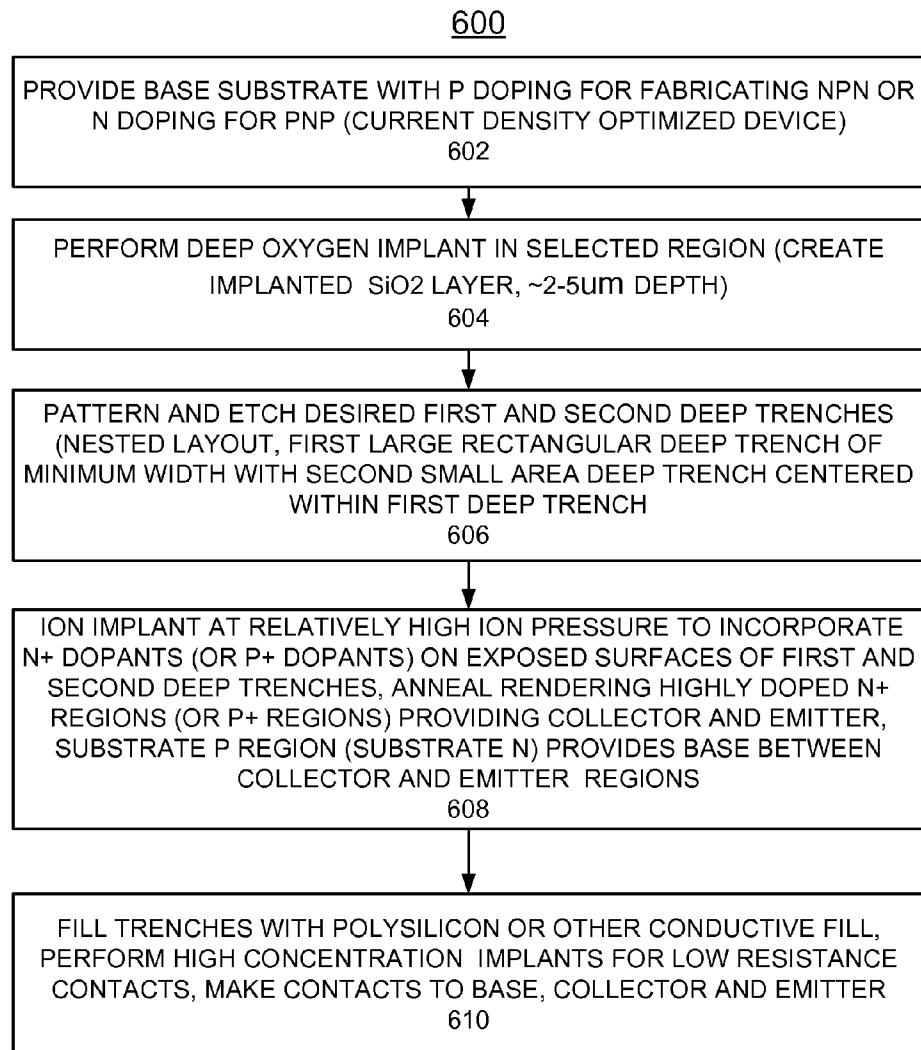 600
PROVIDE BASE SUBSTRATE WITH P DOPING FOR FABRICATING NPN OR
N DOPING FOR PNP (CURRENT DENSITY OPTIMIZED DEVICE)
602
PERFORM DEEP OXYGEN IMPLANT IN SELECTED REGION (CREATE
IMPLANTED SiO2 LAYER, ~2-5um DEPTH)
604
PATTERN AND ETCH DESIRED FIRST AND SECOND DEEP TRENCHES
(NESTED LAYOUT, FIRST LARGE RECTANGULAR DEEP TRENCH OF
MINIMUM WIDTH WITH SECOND SMALL AREA DEEP TRENCH CENTERED
WITHIN FIRST DEEP TRENCH
606
ION IMPLANT AT RELATIVELY HIGH ION PRESSURE TO INCORPORATE
N+ DOPANTS (OR P+ DOPANTS) ON EXPOSED SURFACES OF FIRST AND
SECOND DEEP TRENCHES, ANNEAL RENDERING HIGHLY DOPED N+
REGIONS (OR P+ REGIONS) PROVIDING COLLECTOR AND EMITTER,
SUBSTRATE P REGION (SUBSTRATE N) PROVIDES BASE BETWEEN
COLLECTOR AND EMITTER REGIONS
608
FILL TRENCHES WITH POLYSILICON OR OTHER CONDUCTIVE FILL,
PERFORM HIGH CONCENTRATION IMPLANTS FOR LOW RESISTANCE
CONTACTS, MAKE CONTACTS TO BASE, COLLECTOR AND EMITTER
610